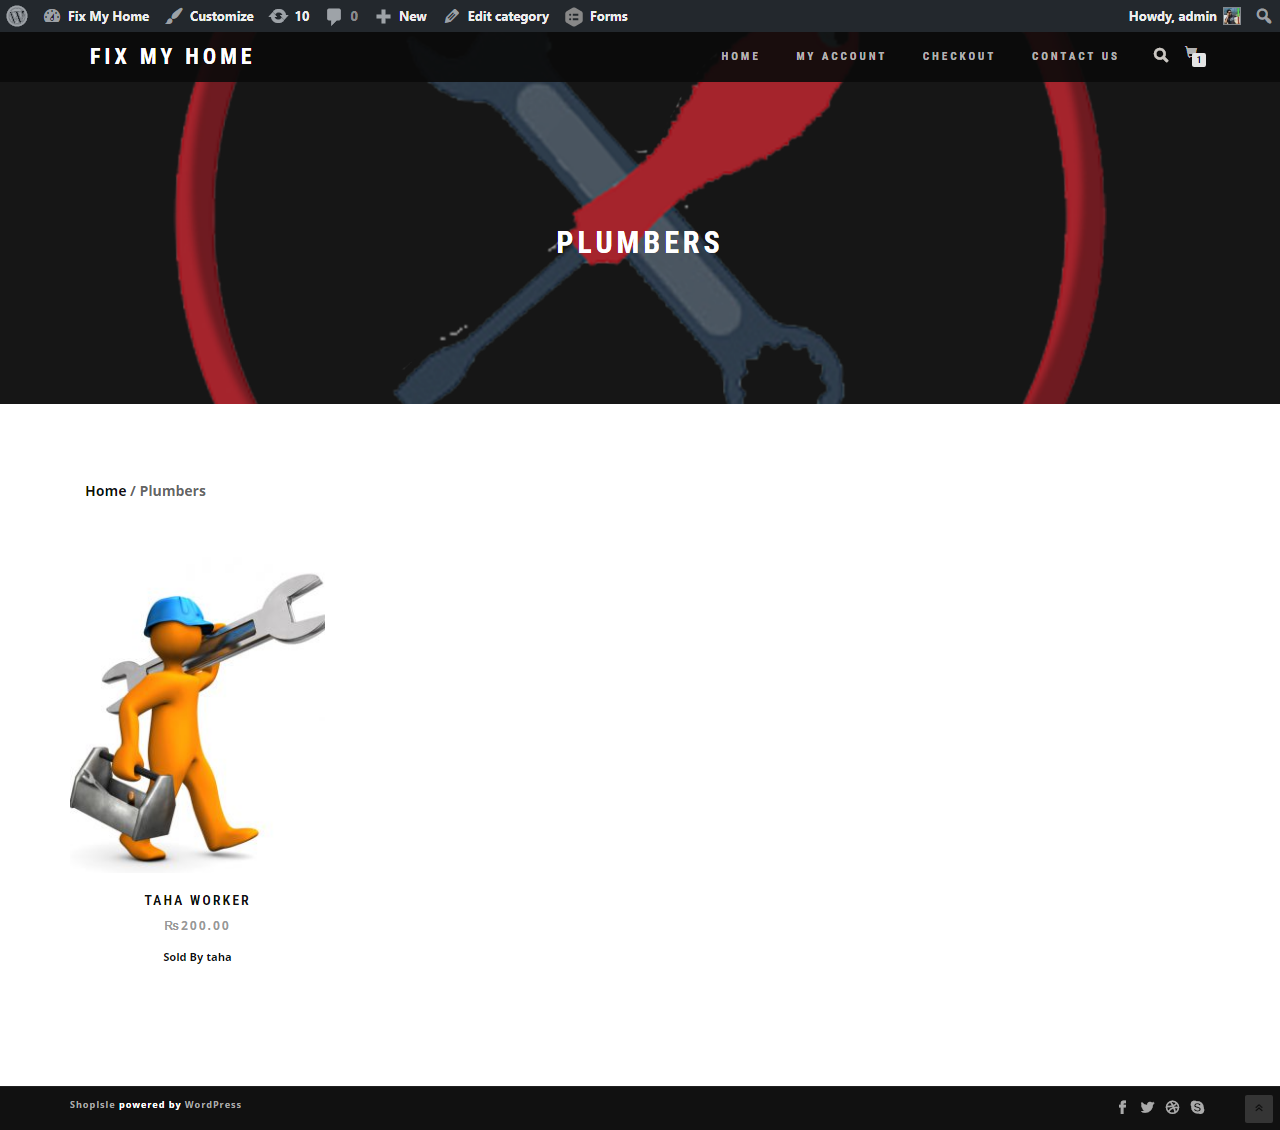 Fix My Home Customize 10 0 New Edit category Forms Howdy, admin
FIX MY HOME HOME MY ACCOUNT CHECKOUT CONTACT US 1
PLUMBERS
Home / Plumbers
TAHA WORKER
₨200.00
Sold By taha
ShopIsle powered by WordPress